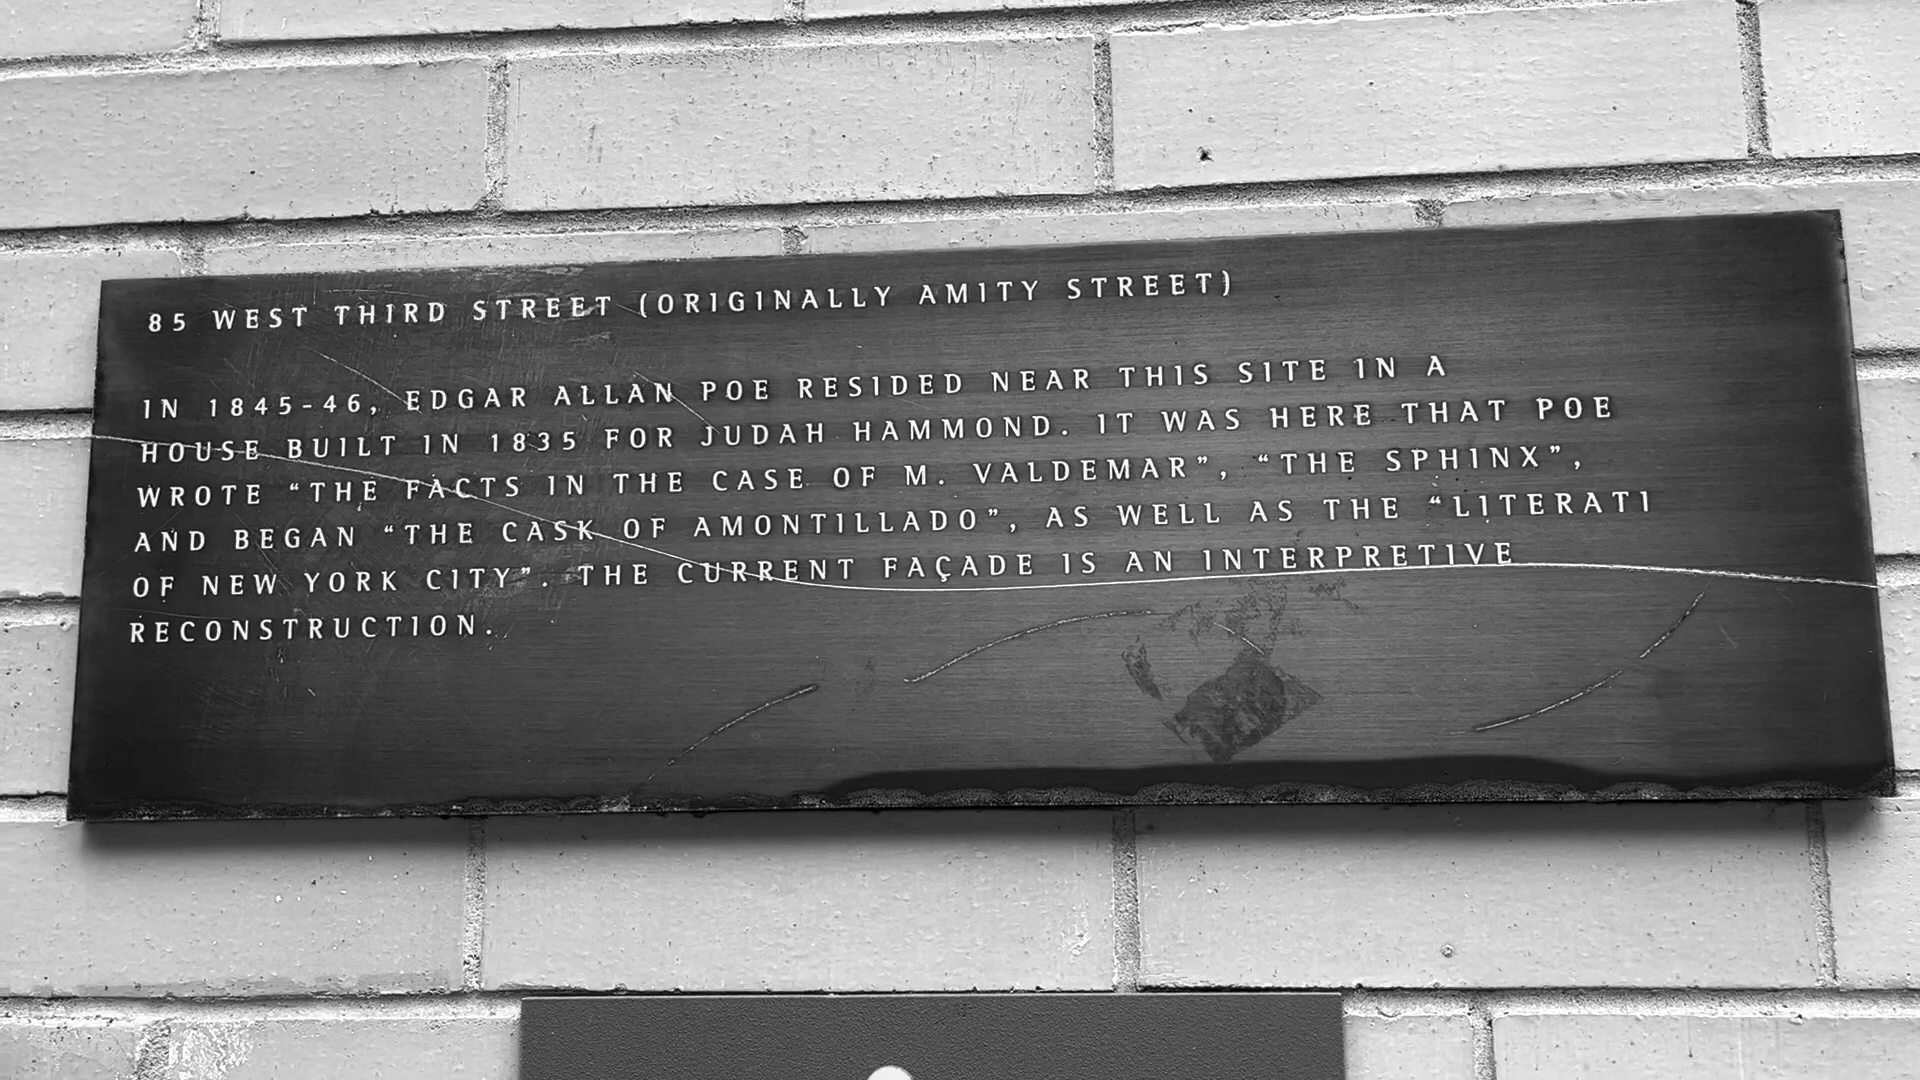 85 WEST THIRD STREET (ORIGINALLY AMITY STREET)
IN 1845-46, EDGAR ALLAN POE RESIDED NEAR THIS SITE IN A
HOUSE BUILT IN 1835 FOR JUDAH HAMMOND. IT WAS HERE THAT POE
WROTE “THE FACTS IN THE CASE OF M. VALDEMAR”, “THE SPHINX”,
AND BEGAN “THE CASK OF AMONTILLADO”, AS WELL AS THE “LITERATI
OF NEW YORK CITY”. THE CURRENT FAÇADE IS AN INTERPRETIVE
RECONSTRUCTION.